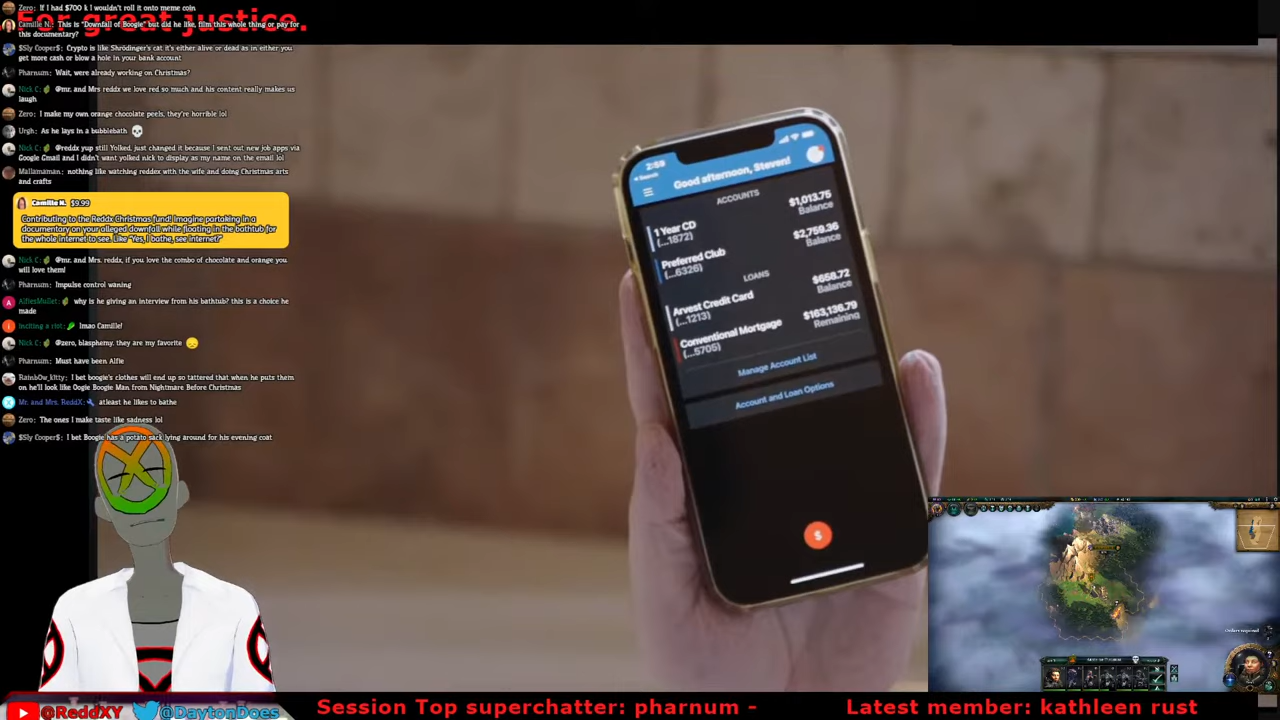 For great justice.
Zero: If I had $700 k I wouldn't roll it onto meme coin
Camille N.: This is "Downfall of Boogie" but did he like, film this whole thing or pay for
this documentary?
$Sly Cooper$: Crypto is like Shrödinger's cat it's either alive or dead as in either you
get more cash or blow a hole in your bank account
Pharnum: Wait, were already working on Christmas?
Nick C: @mr. and Mrs reddx we love red so much and his content really makes us
laugh
Zero: I make my own orange chocolate peels, they're horrible lol
Urgh: As he lays in a bubblebath
Nick C: @reddx yup still Yolked, just changed it because I sent out new job apps via
Google Gmail and I didn't want yolked nick to display as my name on the email lol
Mallamaman: nothing like watching reddex with the wife and doing Christmas arts
and crafts
Camille N. $9.99
Contributing to the Reddx Christmas fund! Imagine partaking in a
documentary on your alleged downfall while floating in the bathtub for
the whole internet to see. Like "Yes, I bathe, see internet?"
Nick C: @mr. and Mrs. reddx, if you love the combo of chocolate and orange you
will love them!
Pharnum: Impulse control waning
AlfiesMullet: why is he giving an interview from his bathtub? this is a choice he
made
Inciting a riot: lmao Camille!
Nick C: @zero, blasphemy. they are my favorite
Pharnum: Must have been Alfie
Rainb0w_k!tty: I bet boogie's clothes will end up so tattered that when he puts them
on he'll look like Oogie Boogie Man from Nightmare Before Christmas
Mr. and Mrs. ReddX: atleast he likes to bathe
Zero: The ones I make taste like sadness lol
$Sly Cooper$: I bet Boogie has a potato sack lying around for his evening coat
2:59
Search
Good afternoon, Steven!
ACCOUNTS
1 Year CD
(...1872)
$1,013.75
Balance
Preferred Club
(...6326)
$2,759.36
Balance
LOANS
Arvest Credit Card
(...1213)
$658.72
Balance
Conventional Mortgage
(...5705)
$163,136.79
Remaining
Manage Account List
Account and Loan Options
$
@ReddXY
@DaytonDoes
Session Top superchatter: pharnum -
Latest member: kathleen rust